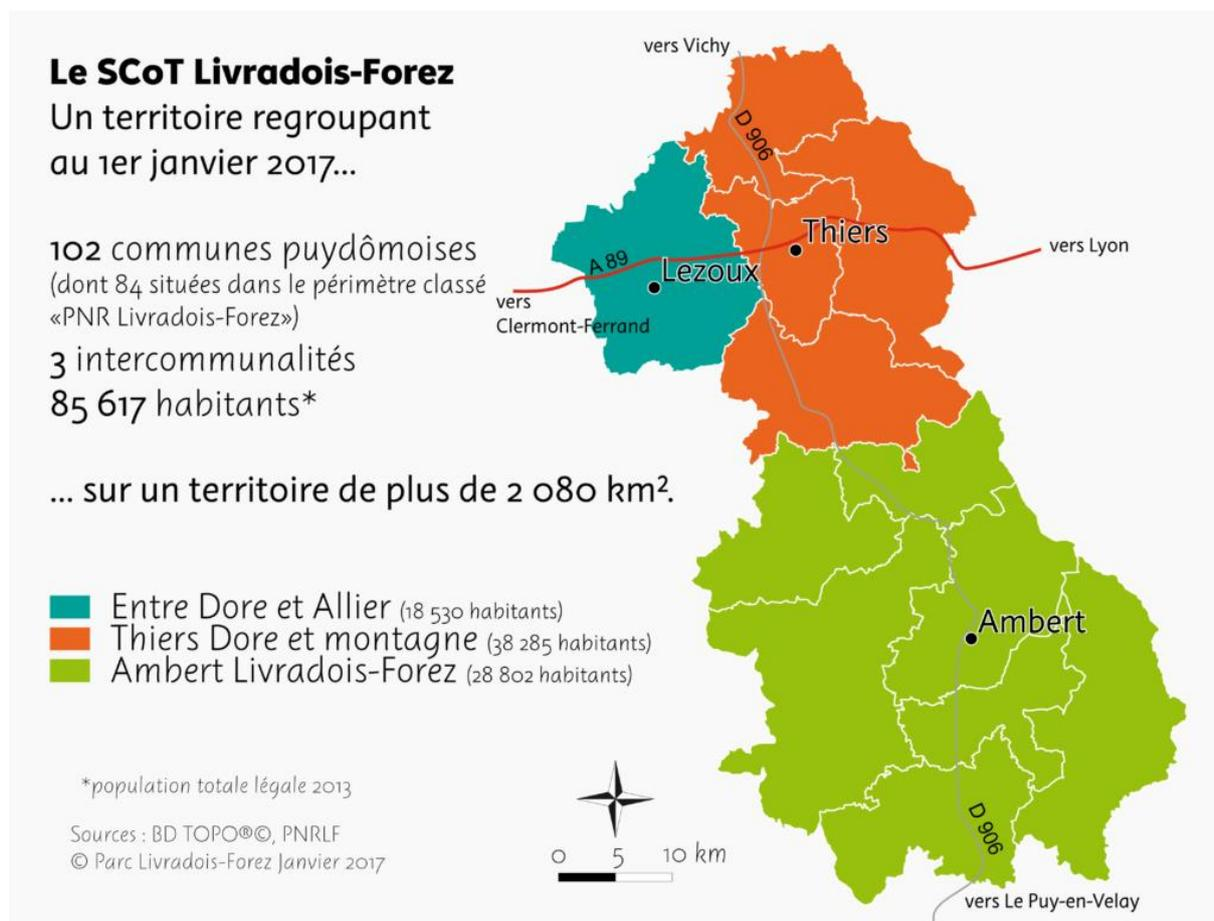 Le SCoT Livradois-Forez
Un territoire regroupant
au 1er janvier 2017...
102 communes puydômoises
(dont 84 situées dans le périmètre classé
«PNR Livradois-Forez»)
3 intercommunalités
85 617 habitants*
... sur un territoire de plus de 2 080 km².
Entre Dore et Allier (18 530 habitants)
Thiers Dore et montagne (38 285 habitants)
Ambert Livradois-Forez (28 802 habitants)
*population totale légale 2013
Sources : BD TOPO®©, PNRLF
© Parc Livradois-Forez Janvier 2017
0 5 10 km
vers Vichy
D 906
Thiers
vers Lyon
A 89
Lezoux
vers
Clermont-Ferrand
Ambert
D 906
vers Le Puy-en-Velay